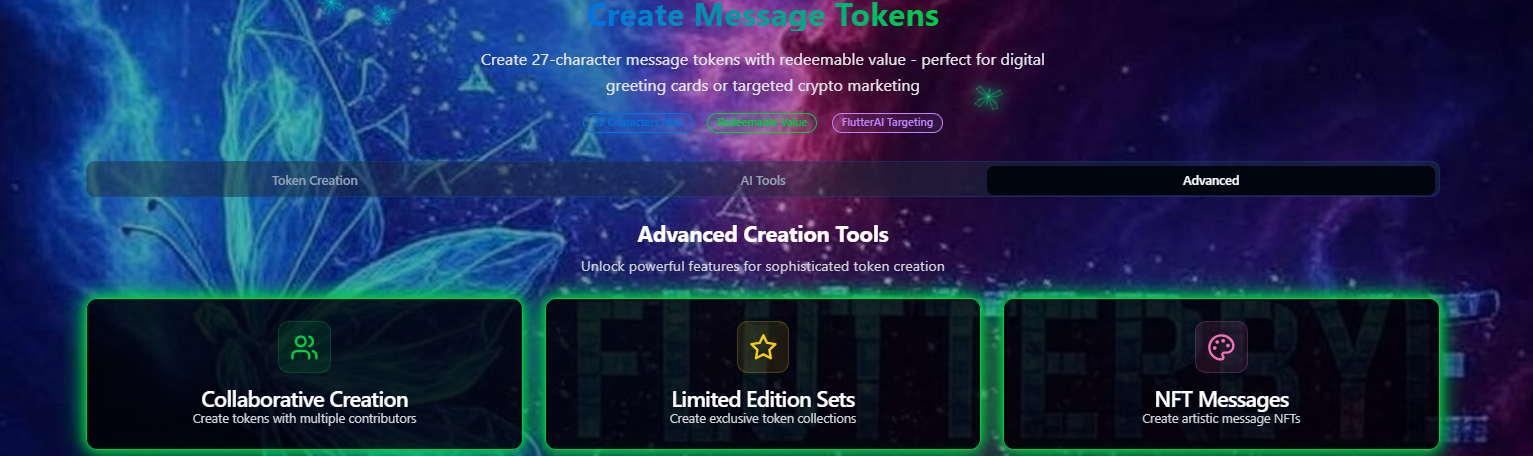 Create Message Tokens
Create 27-character message tokens with redeemable value - perfect for digital
greeting cards or targeted crypto marketing
27 Characters Max
Redeemable Value
FlutterAI Targeting
Token Creation
AI Tools
Advanced
Advanced Creation Tools
Unlock powerful features for sophisticated token creation
Collaborative Creation
Create tokens with multiple contributors
Limited Edition Sets
Create exclusive token collections
NFT Messages
Create artistic message NFTs
FLUTTERBYE